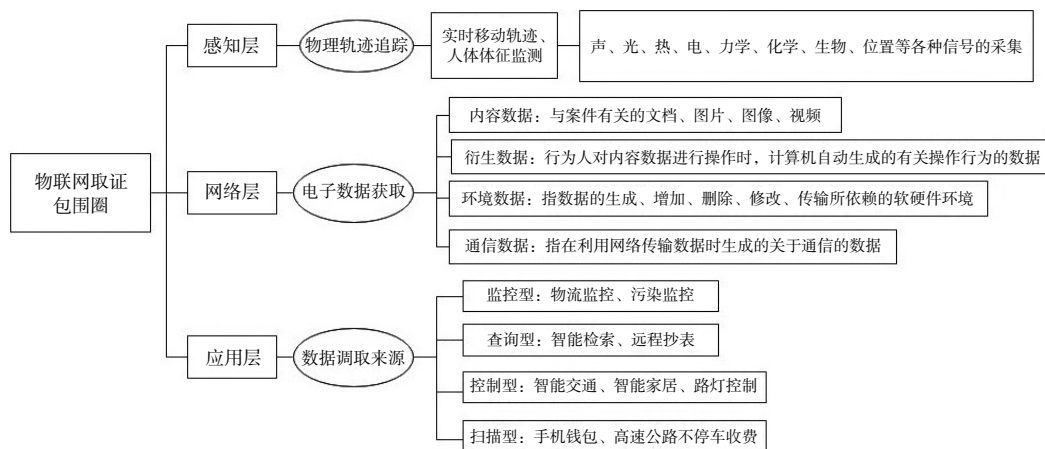 物联网取证
包围圈
感知层
物理轨迹追踪
实时移动轨迹、
人体体征监测
声、光、热、电、力学、化学、生物、位置等各种信号的采集
网络层
电子数据获取
内容数据：与案件有关的文档、图片、图像、视频
衍生数据：行为人对内容数据进行操作时，计算机自动生成的有关操作行为的数据
环境数据：指数据的生成、增加、删除、修改、传输所依赖的软硬件环境
通信数据：指在利用网络传输数据时生成的关于通信的数据
应用层
数据调取来源
监控型：物流监控、污染监控
查询型：智能检索、远程抄表
控制型：智能交通、智能家居、路灯控制
扫描型：手机钱包、高速公路不停车收费